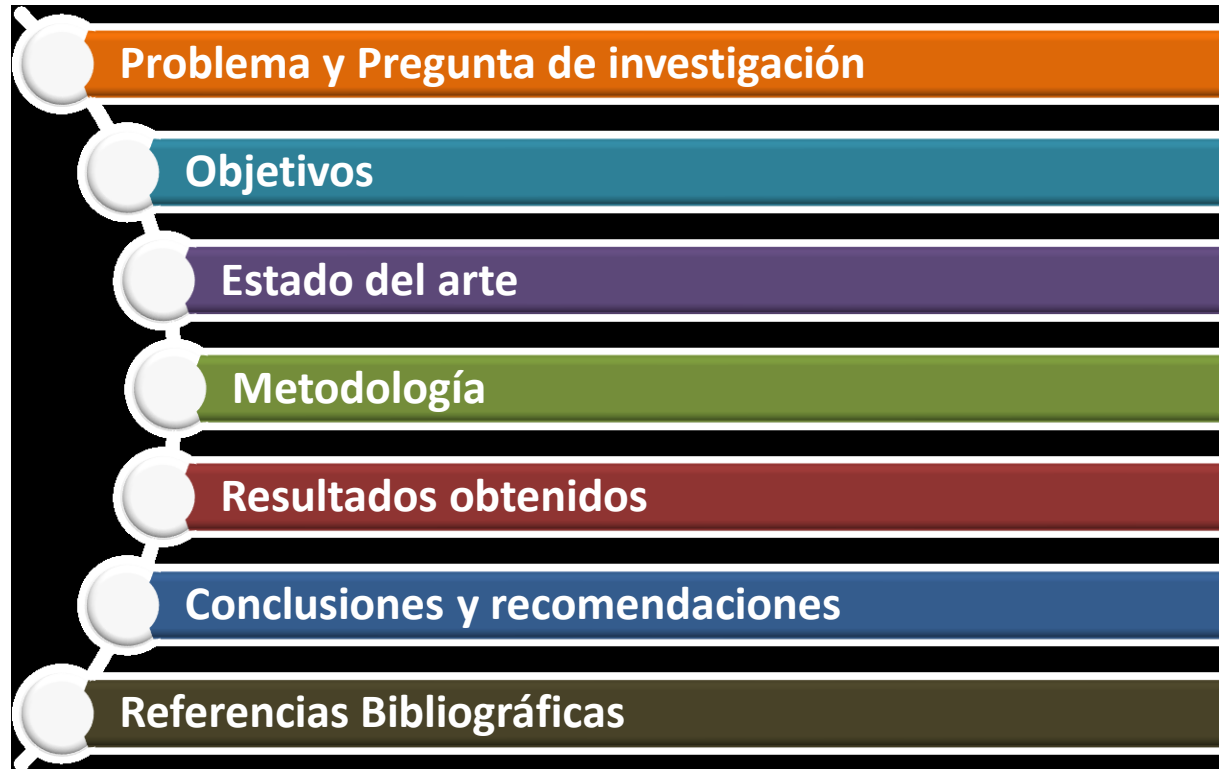 Problema y Pregunta de investigación
Objetivos
Estado del arte
Metodología
Resultados obtenidos
Conclusiones y recomendaciones
Referencias Bibliográficas